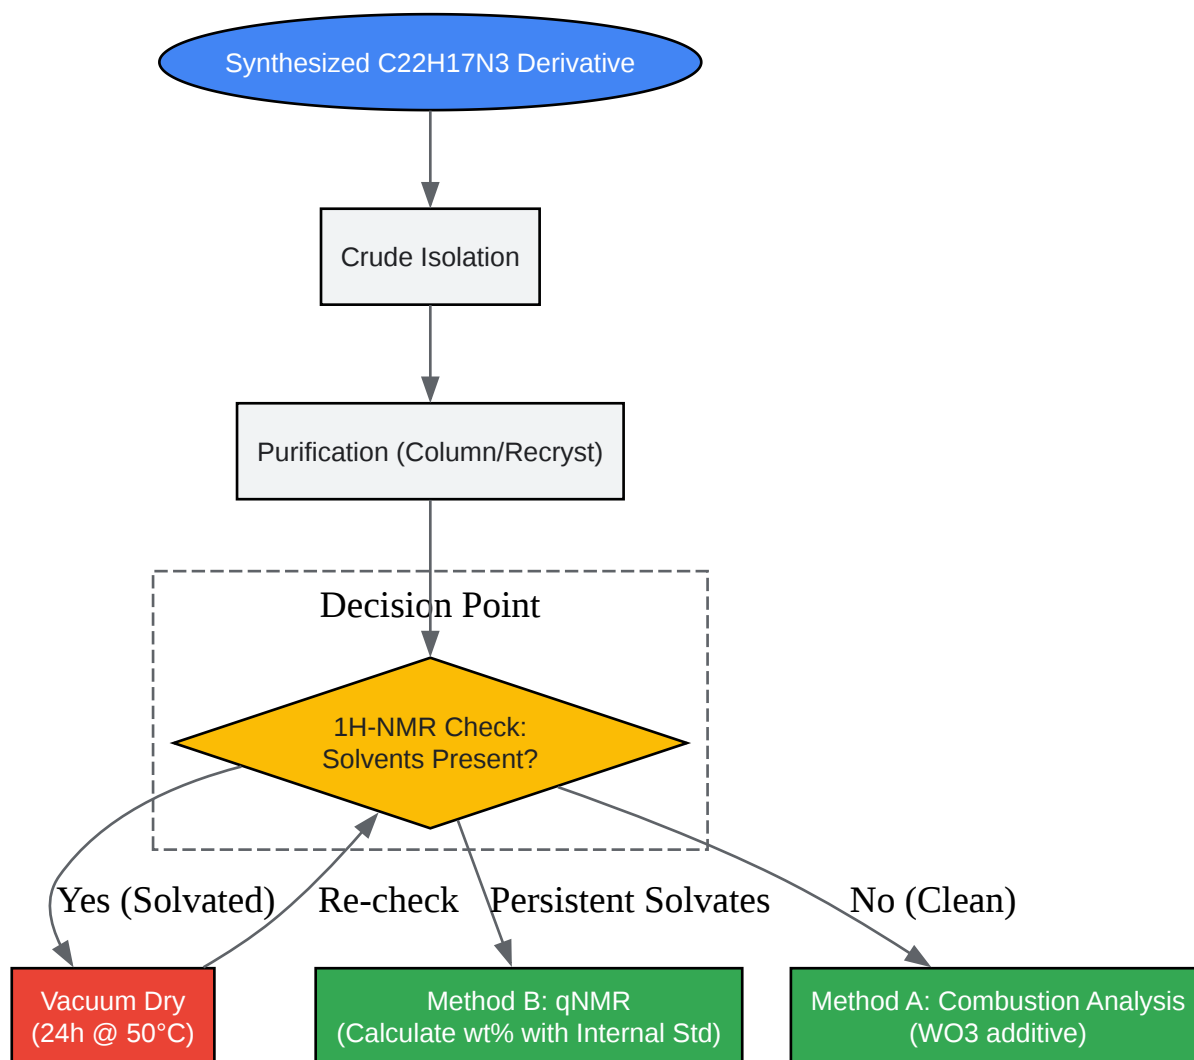 Synthesized C22H17N3 Derivative
Crude Isolation
Purification (Column/Recryst)
Decision Point
1H-NMR Check:
Solvents Present?
Yes (Solvated)
Re-check
Persistent Solvates
No (Clean)
Vacuum Dry
(24h @ 50°C)
Method B: qNMR
(Calculate wt% with Internal Std)
Method A: Combustion Analysis
(WO3 additive)